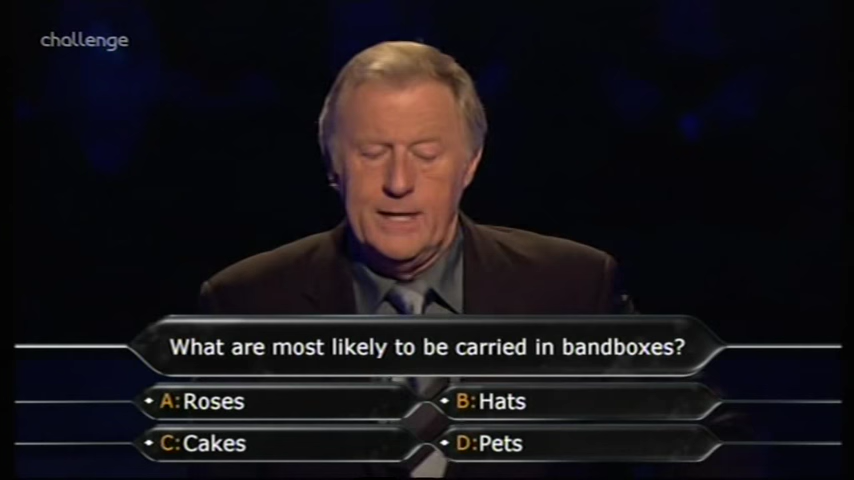 challenge
What are most likely to be carried in bandboxes?
A: Roses
B: Hats
C: Cakes
D: Pets